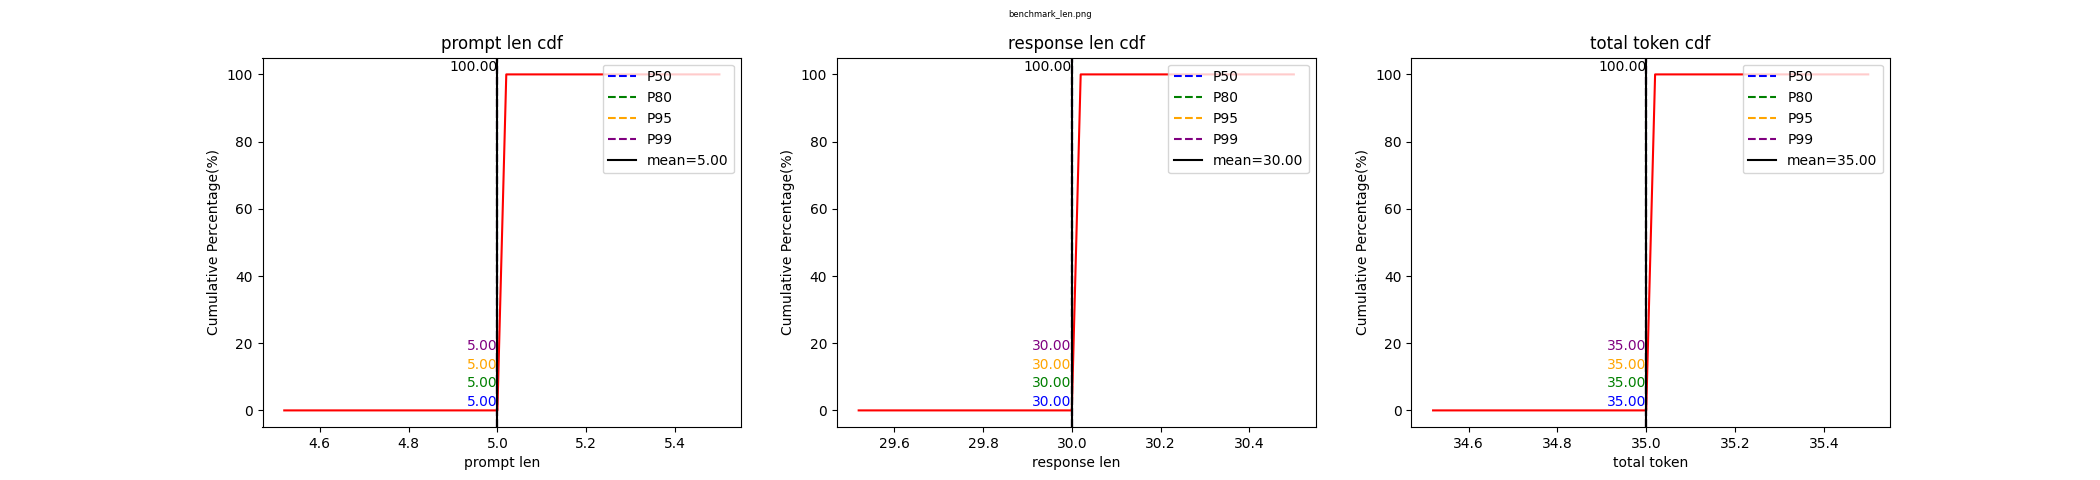 benchmark_len.png
prompt len cdf
100.00
100
80
60
40
20
0
Cumulative Percentage(%)
P50
P80
P95
P99
mean=5.00
5.00
5.00
5.00
5.00
4.6 4.8 5.0 5.2 5.4
prompt len
response len cdf
100.00
100
80
60
40
20
0
Cumulative Percentage(%)
P50
P80
P95
P99
mean=30.00
30.00
30.00
30.00
30.00
29.6 29.8 30.0 30.2 30.4
response len
total token cdf
100.00
100
80
60
40
20
0
Cumulative Percentage(%)
P50
P80
P95
P99
mean=35.00
35.00
35.00
35.00
35.00
34.6 34.8 35.0 35.2 35.4
total token